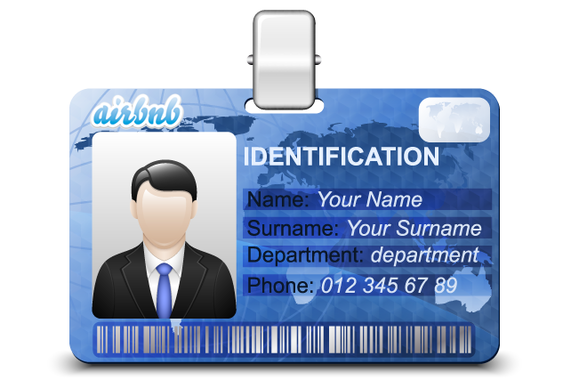 airbnb
IDENTIFICATION
Name: Your Name
Surname: Your Surname
Department: department
Phone: 012 345 67 89